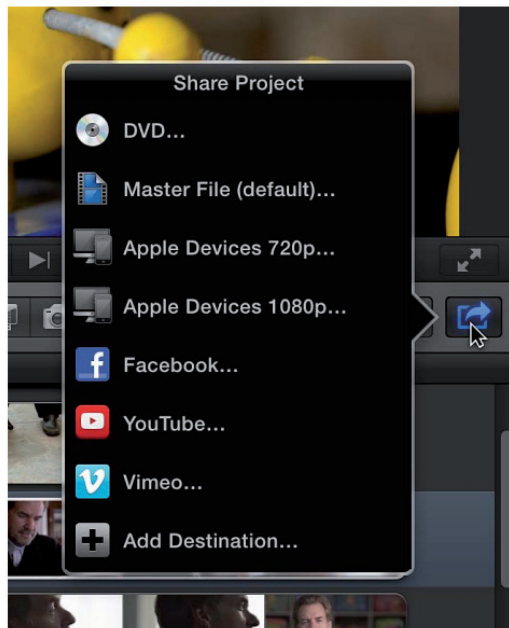 Share Project
DVD...
Master File (default)...
Apple Devices 720p...
Apple Devices 1080p...
Facebook...
YouTube...
Vimeo...
Add Destination...